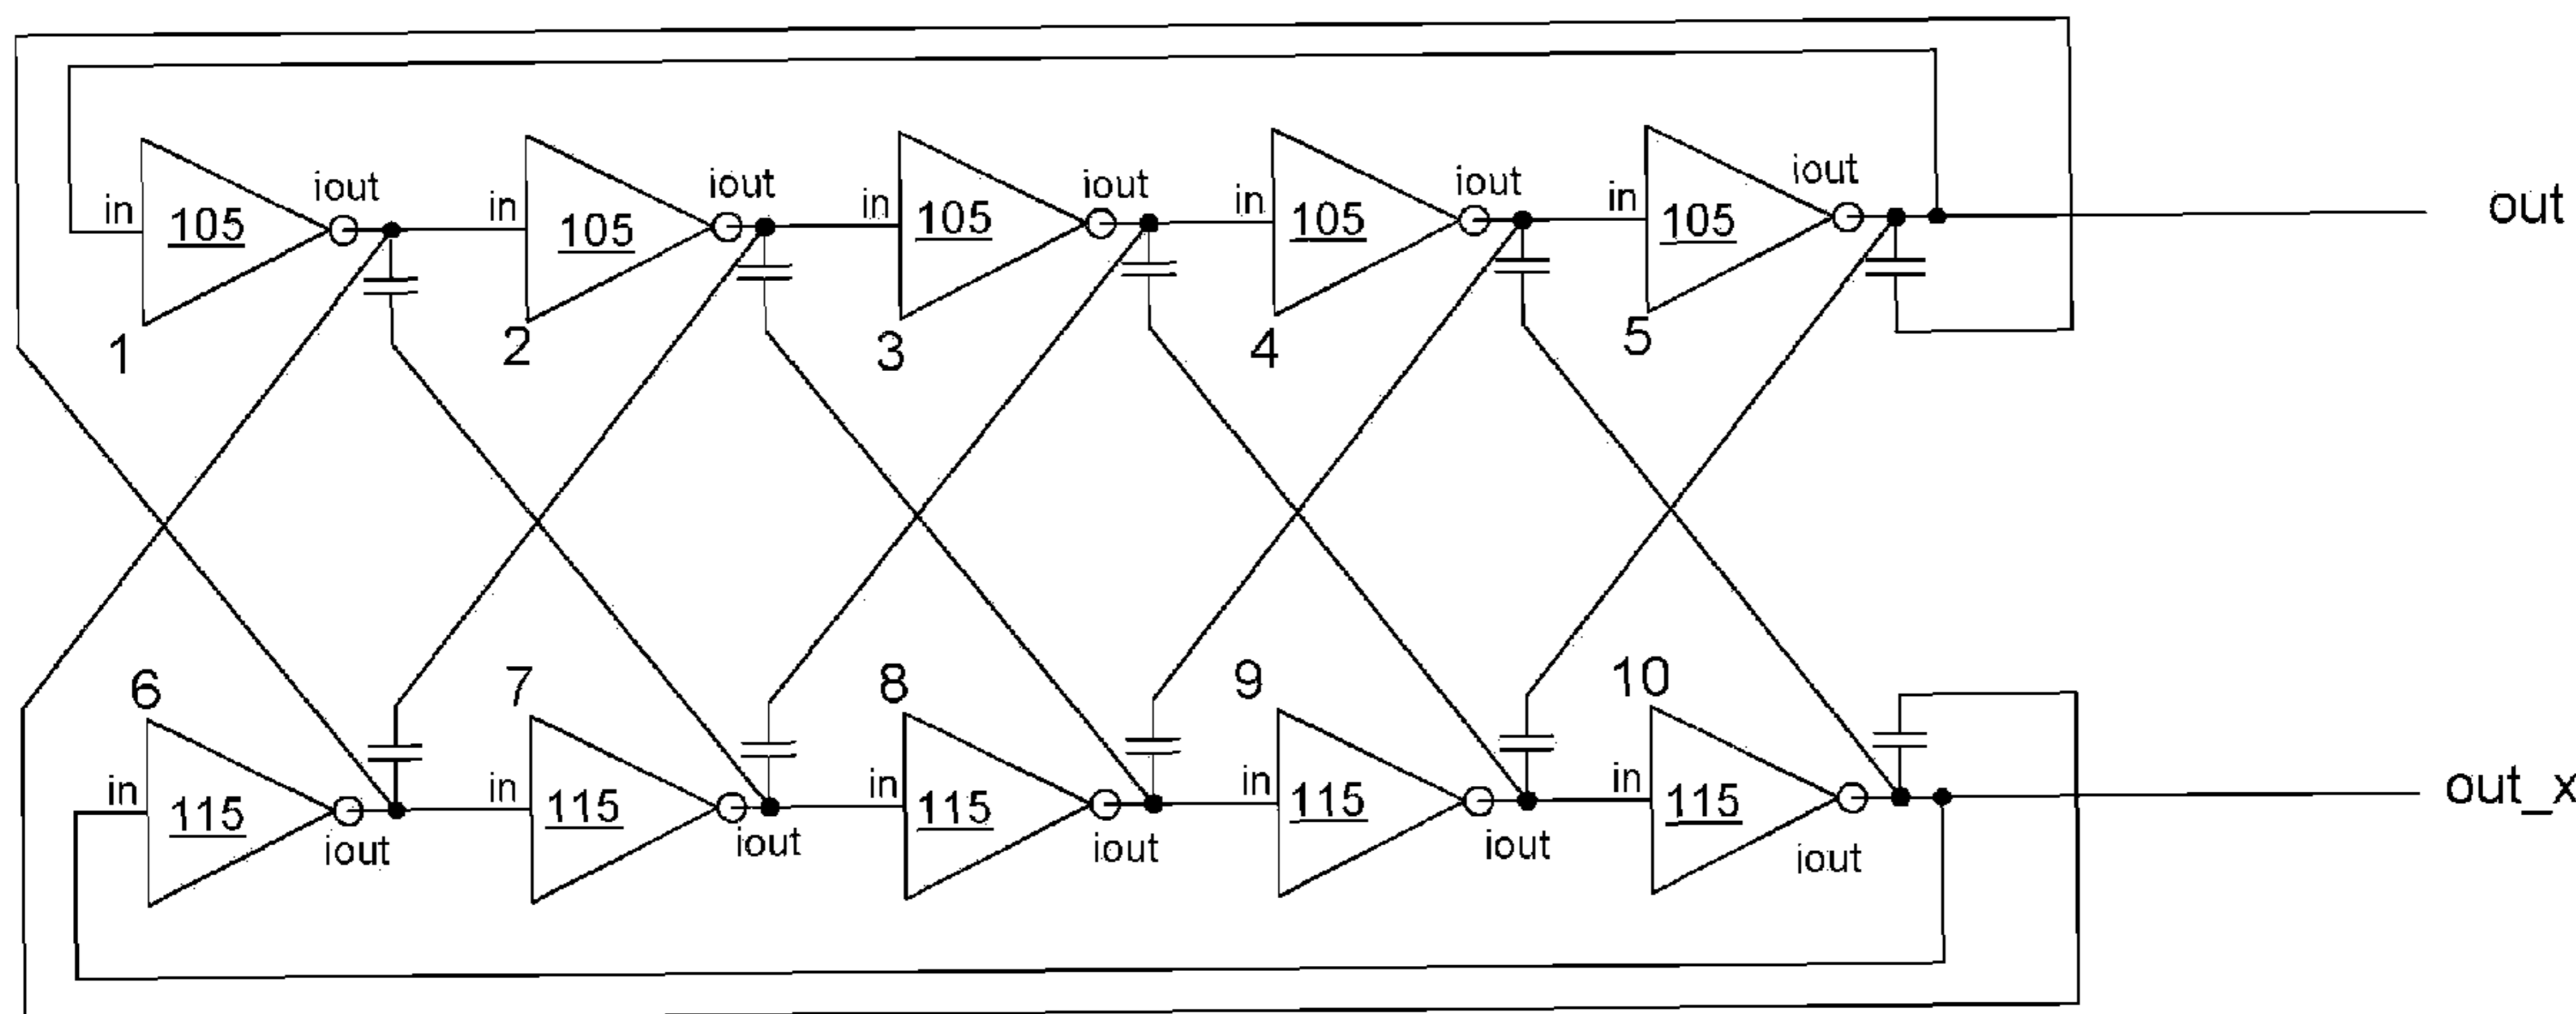 iout iout iout iout iout
in 105 in 105 in 105 in 105 in 105 out
1 2 3 4 5
6 7 8 9 10
in 115 in 115 in 115 in 115 in 115 out_x
iout iout iout iout iout